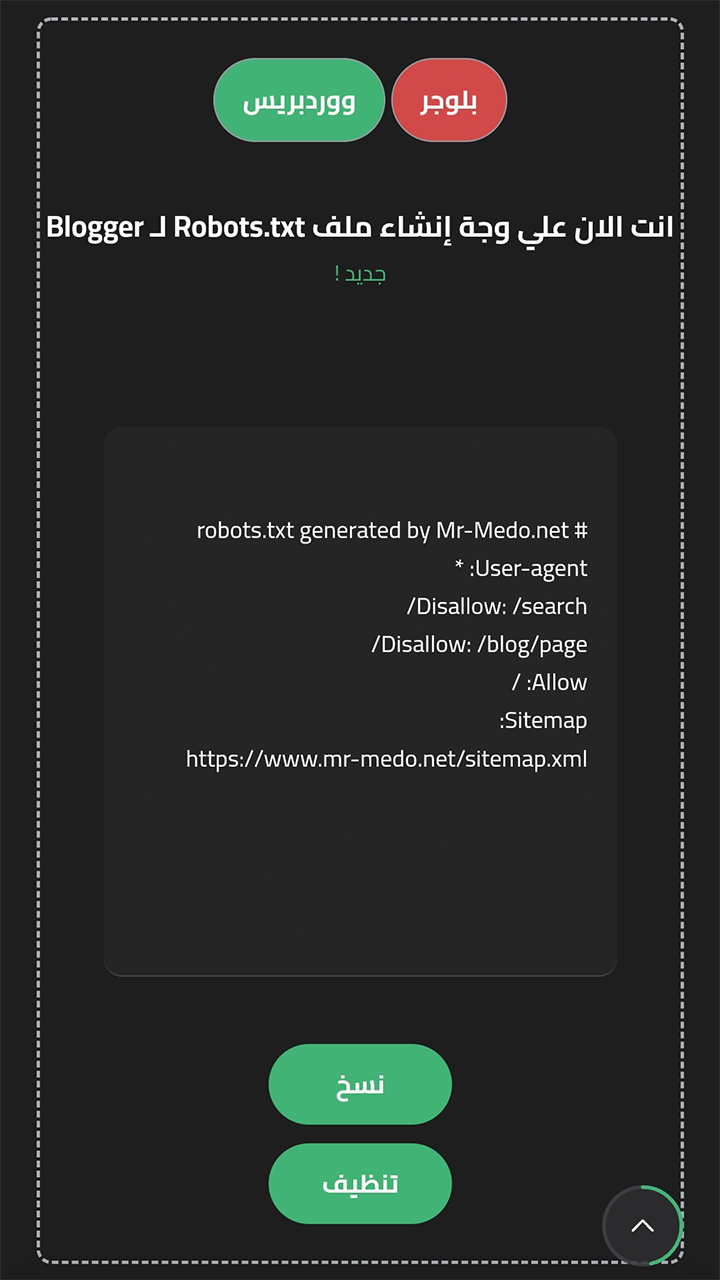 بلوجر
ووردبريس
انت الان علي وجة إنشاء ملف Robots.txt لـ Blogger
جديد !
# robots.txt generated by Mr-Medo.net
User-agent: *
Disallow: /search/
Disallow: /blog/page/
Allow: /
Sitemap:
https://www.mr-medo.net/sitemap.xml
نسخ
تنظيف